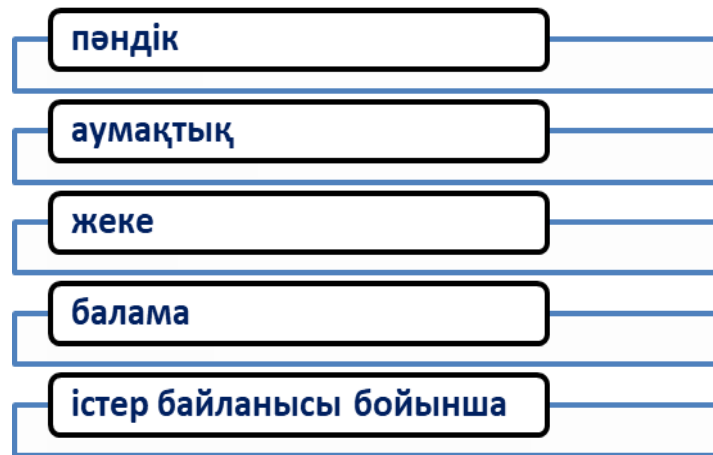 пәндік
аумақтық
жеке
балама
істер байланысы бойынша